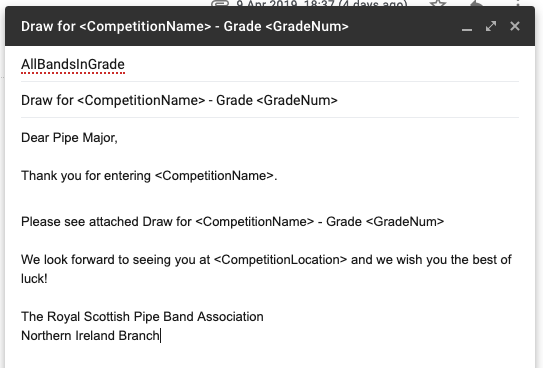 9 Apr 2019, 18:37 (4 days ago)
Draw for <CompetitionName> - Grade <GradeNum>
AllBandsInGrade
Draw for <CompetitionName> - Grade <GradeNum>
Dear Pipe Major,
Thank you for entering <CompetitionName>.
Please see attached Draw for <CompetitionName> - Grade <GradeNum>
We look forward to seeing you at <CompetitionLocation> and we wish you the best of
luck!
The Royal Scottish Pipe Band Association
Northern Ireland Branch